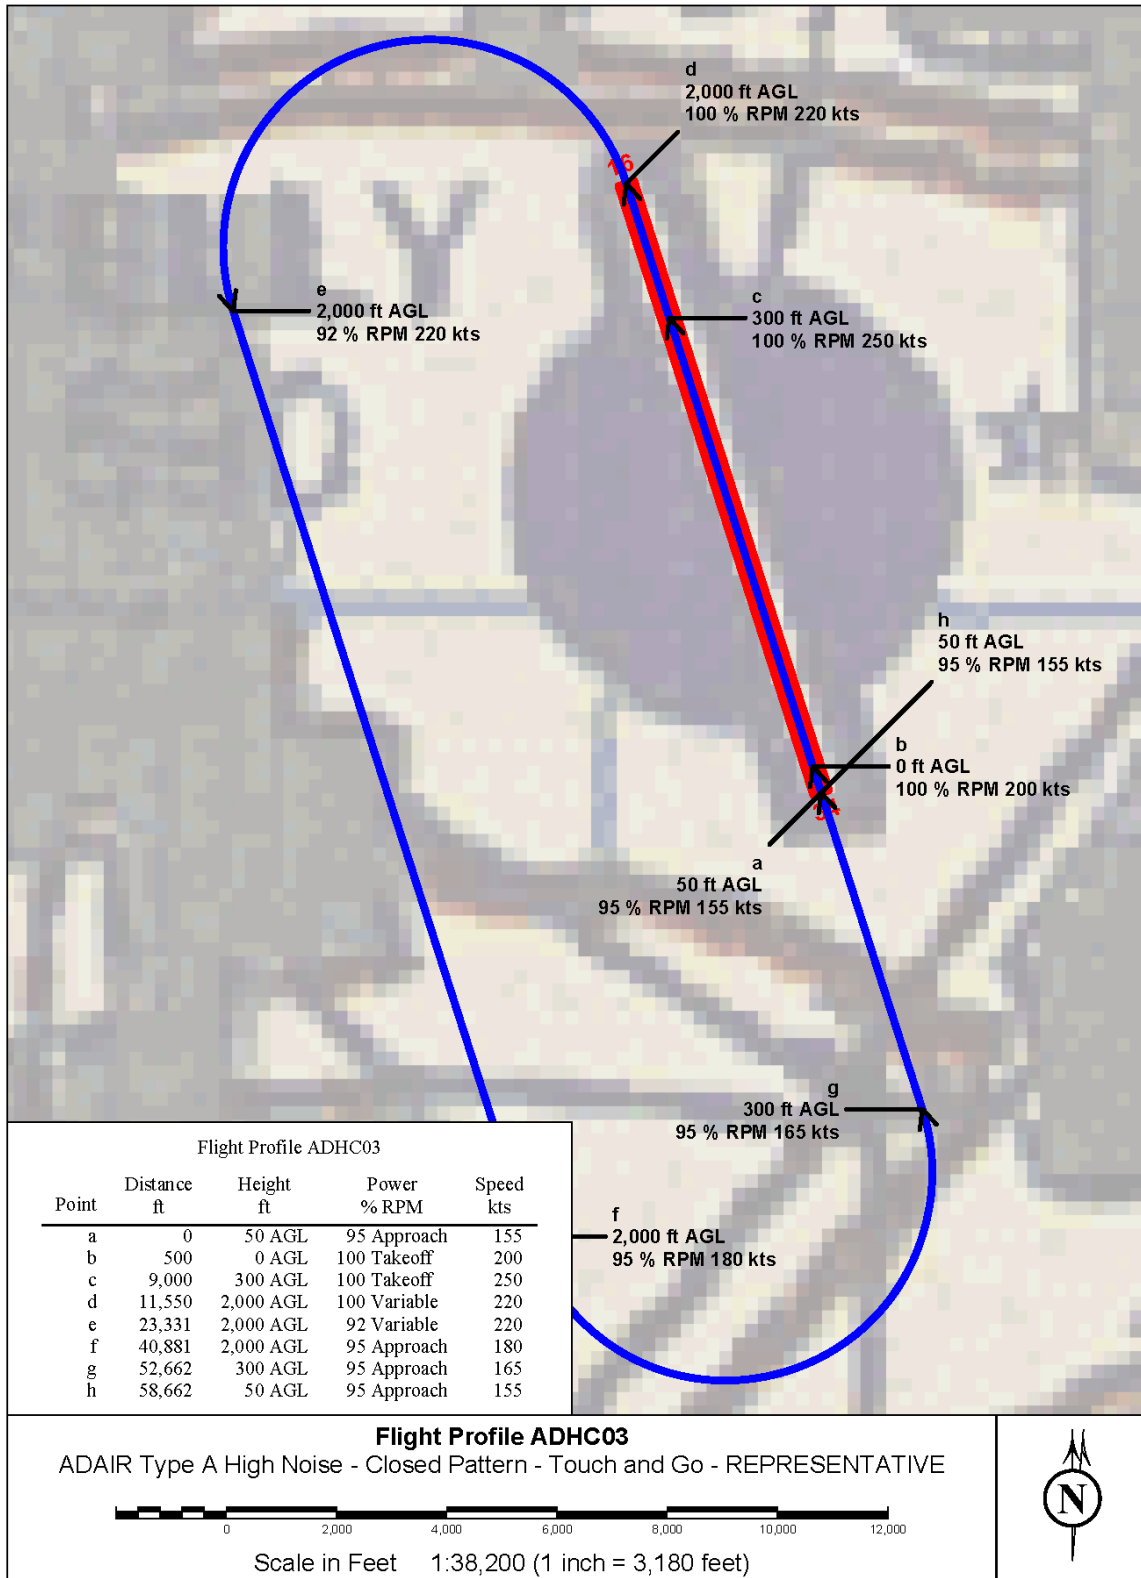 d
2,000 ft AGL
100 % RPM 220 kts
16
c
300 ft AGL
100 % RPM 250 kts
e
2,000 ft AGL
92 % RPM 220 kts
h
50 ft AGL
95 % RPM 155 kts
b
0 ft AGL
100 % RPM 200 kts
a
50 ft AGL
95 % RPM 155 kts
g
300 ft AGL
95 % RPM 165 kts
f
2,000 ft AGL
95 % RPM 180 kts
Flight Profile ADHC03
Distance Height Power Speed
Point ft ft % RPM kts
a 0 50 AGL 95 Approach 155
b 500 0 AGL 100 Takeoff 200
c 9,000 300 AGL 100 Takeoff 250
d 11,550 2,000 AGL 100 Variable 220
e 23,331 2,000 AGL 92 Variable 220
f 40,881 2,000 AGL 95 Approach 180
g 52,662 300 AGL 95 Approach 165
h 58,662 50 AGL 95 Approach 155
Flight Profile ADHC03
ADAIR Type A High Noise - Closed Pattern - Touch and Go - REPRESENTATIVE
0 2,000 4,000 6,000 8,000 10,000 12,000
Scale in Feet 1:38,200 (1 inch = 3,180 feet)
N